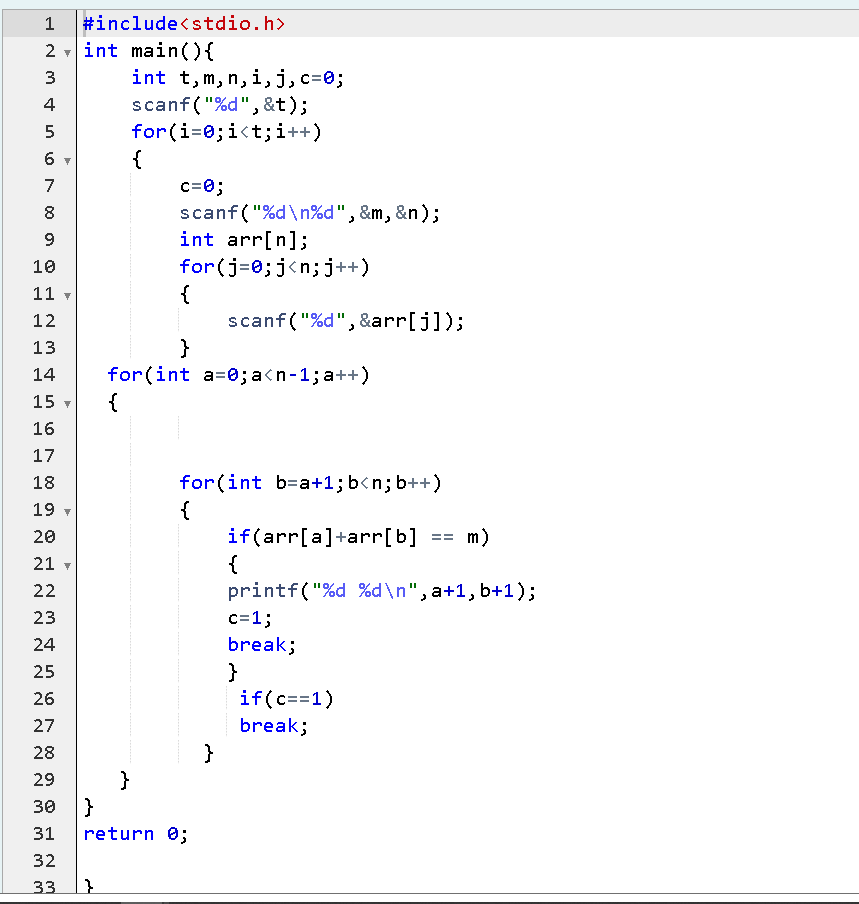 1 #include<stdio.h>
2 int main(){
3     int t,m,n,i,j,c=0;
4     scanf("%d",&t);
5     for(i=0;i<t;i++)
6     {
7         c=0;
8         scanf("%d\n%d",&m,&n);
9         int arr[n];
10         for(j=0;j<n;j++)
11         {
12             scanf("%d",&arr[j]);
13         }
14   for(int a=0;a<n-1;a++)
15   {
16
17
18         for(int b=a+1;b<n;b++)
19         {
20             if(arr[a]+arr[b] == m)
21             {
22             printf("%d %d\n",a+1,b+1);
23             c=1;
24             break;
25             }
26              if(c==1)
27              break;
28           }
29    }
30 }
31 return 0;
32
33 }